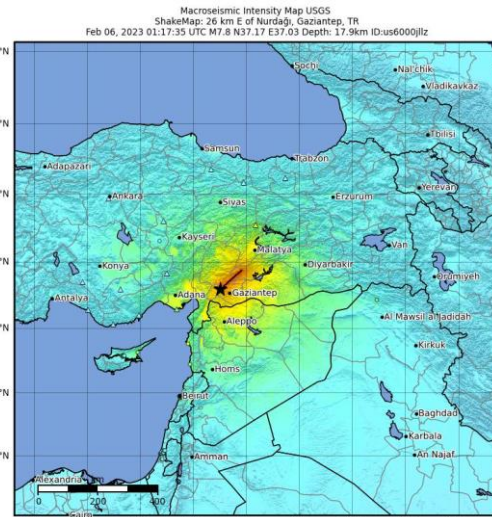 Macroseismic Intensity Map USGS
ShakeMap: 26 km E of Nurdağı, Gaziantep, TR
Feb 06, 2023 01:17:35 UTC M7.8 N37.17 E37.03 Depth: 17.9km ID:us6000jllz
Sochi
Nal'chik
Vladikavkaz
Tbilisi
Samsun
Trabzon
Adapazari
Yerevan
Ankara
Sivas
Erzurum
Kayseri
Malatya
Van
Konya
Diyarbakir
Orumiyeh
Antalya
Adana
Gaziantep
Aleppo
Al Mawsil al Jadidah
Kirkuk
Homs
Beirut
Baghdad
Karbala
Amman
An Najaf
Alexandria
0 200 400